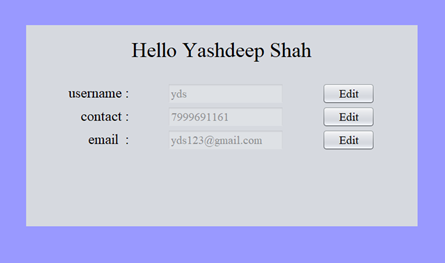 Hello Yashdeep Shah
username : yds Edit
contact : 7999691161 Edit
email : yds123@gmail.com Edit